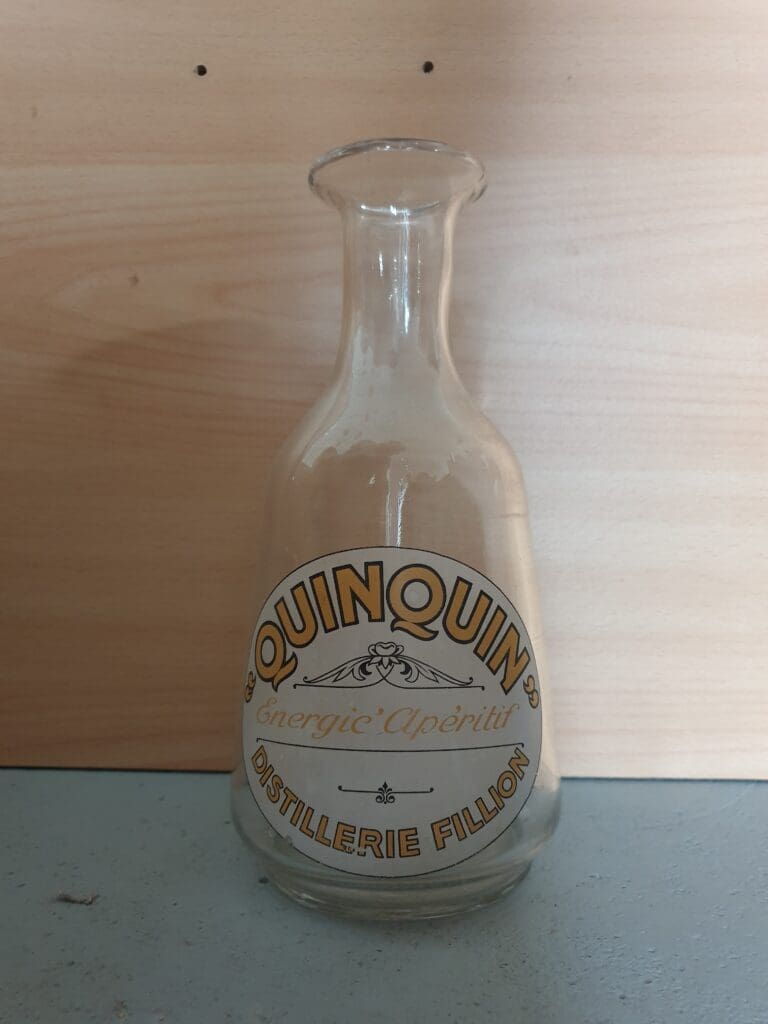 “QUINQUIN”
Energic'Apéritif
DISTILLERIE FILLION